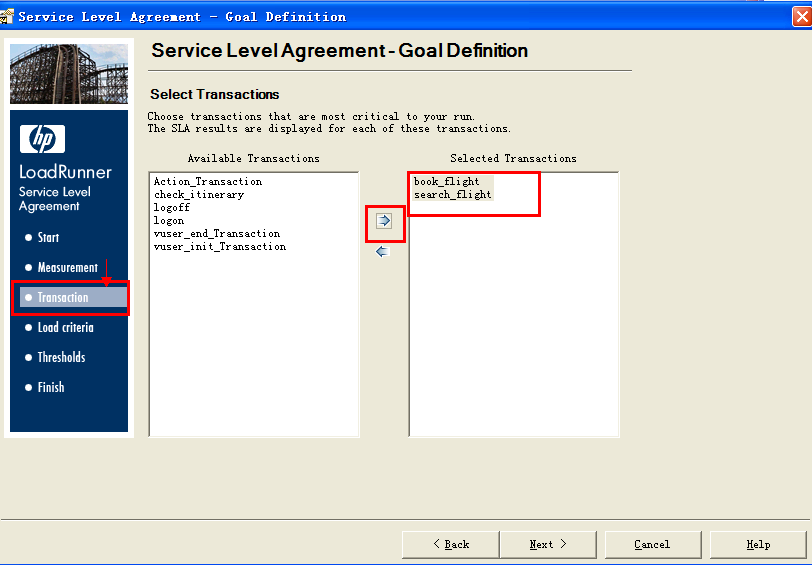 Service Level Agreement - Goal Definition
Service Level Agreement - Goal Definition
Select Transactions
Choose transactions that are most critical to your run.
The SLA results are displayed for each of these transactions.
hp
LoadRunner
Service Level
Agreement
Start
Measurement
Transaction
Load criteria
Thresholds
Finish
Available Transactions
Action_Transaction
check_itinerary
logoff
logon
vuser_end_Transaction
vuser_init_Transaction
Selected Transactions
book_flight
search_flight
< Back
Next >
Cancel
Help